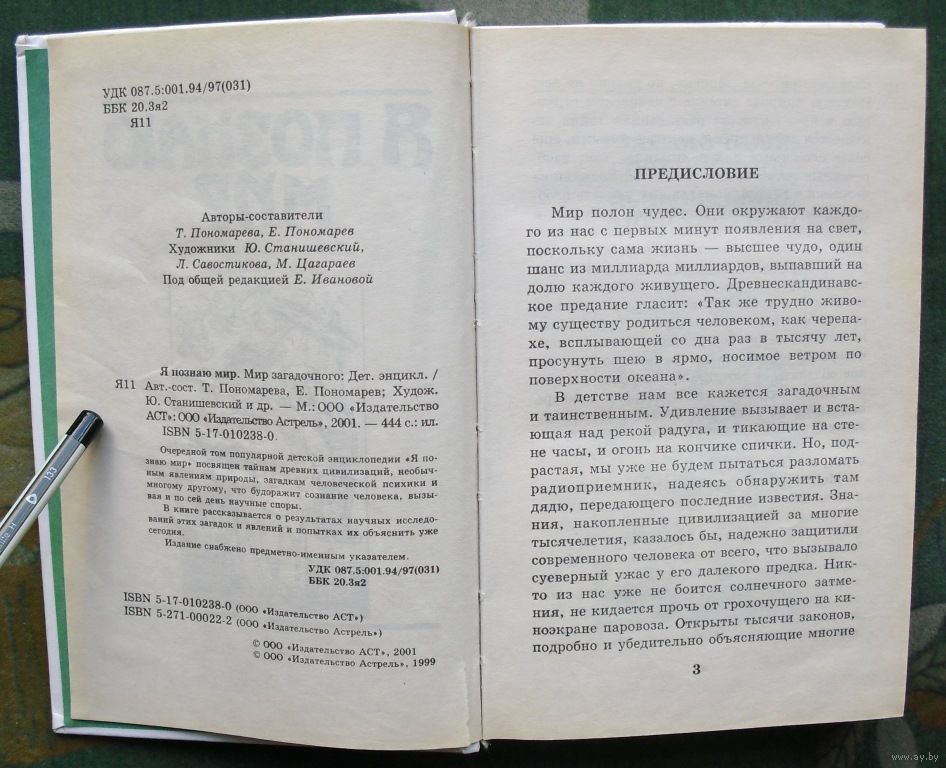 УДК 087.5:001.94/97(031)
ББК 20.3я2
Я11
Авторы-составители
Т. Пономарева, Е. Пономарев
Художники Ю. Станишевский,
Л. Савостикова, М. Цагараев
Под общей редакцией Е. Ивановой
Я познаю мир. Мир загадочного: Дет. энцикл. /
Я11 Авт.-сост. Т. Пономарева, Е. Пономарев; Худож.
Ю. Станишевский и др. — М.: ООО «Издательство
АСТ»: ООО «Издательство Астрель», 2001. — 444 с.: ил.
ISBN 5-17-010238-0.
Очередной том популярной детской энциклопедии «Я по-
знаю мир» посвящен тайнам древних цивилизаций, необыч-
ным явлениям природы, загадкам человеческой психики и
многому другому, что будоражит сознание человека, вызы-
вая и по сей день научные споры.
В книге рассказывается о результатах научных исследо-
ваний этих загадок и явлений и попытках их объяснить уже
сегодня.
Издание снабжено предметно-именным указателем.
УДК 087.5:001.94/97(031)
ББК 20.3я2
ISBN 5-17-010238-0 (ООО «Издательство АСТ»)
ISBN 5-271-00022-2 (ООО «Издательство Астрель»)
© ООО «Издательство АСТ», 2001
© ООО «Издательство Астрель», 1999
133
ПРЕДИСЛОВИЕ
Мир полон чудес. Они окружают каждо-
го из нас с первых минут появления на свет,
поскольку сама жизнь — высшее чудо, один
шанс из миллиарда миллиардов, выпавший на
долю каждого живущего. Древнескандинавс-
кое предание гласит: «Так же трудно живо-
му существу родиться человеком, как черепа-
хе, всплывающей со дна раз в тысячу лет,
просунуть шею в ярмо, носимое ветром по
поверхности океана».
В детстве нам все кажется загадочным
и таинственным. Удивление вызывает и вста-
ющая над рекой радуга, и тикающие на сте-
не часы, и огонь на кончике спички. Но, под-
растая, мы уже не будем пытаться разломать
радиоприемник, надеясь обнаружить там
дядю, передающего последние известия. Зна-
ния, накопленные цивилизацией за многие
тысячелетия, казалось бы, надежно защитили
современного человека от всего, что вызывало
суеверный ужас у его далекого предка. Ник-
то из нас уже не боится солнечного затме-
ния, не кидается прочь от грохочущего на ки-
ноэкране паровоза. Открыты тысячи законов,
подробно и убедительно объясняющие многие
3
www.ay.by